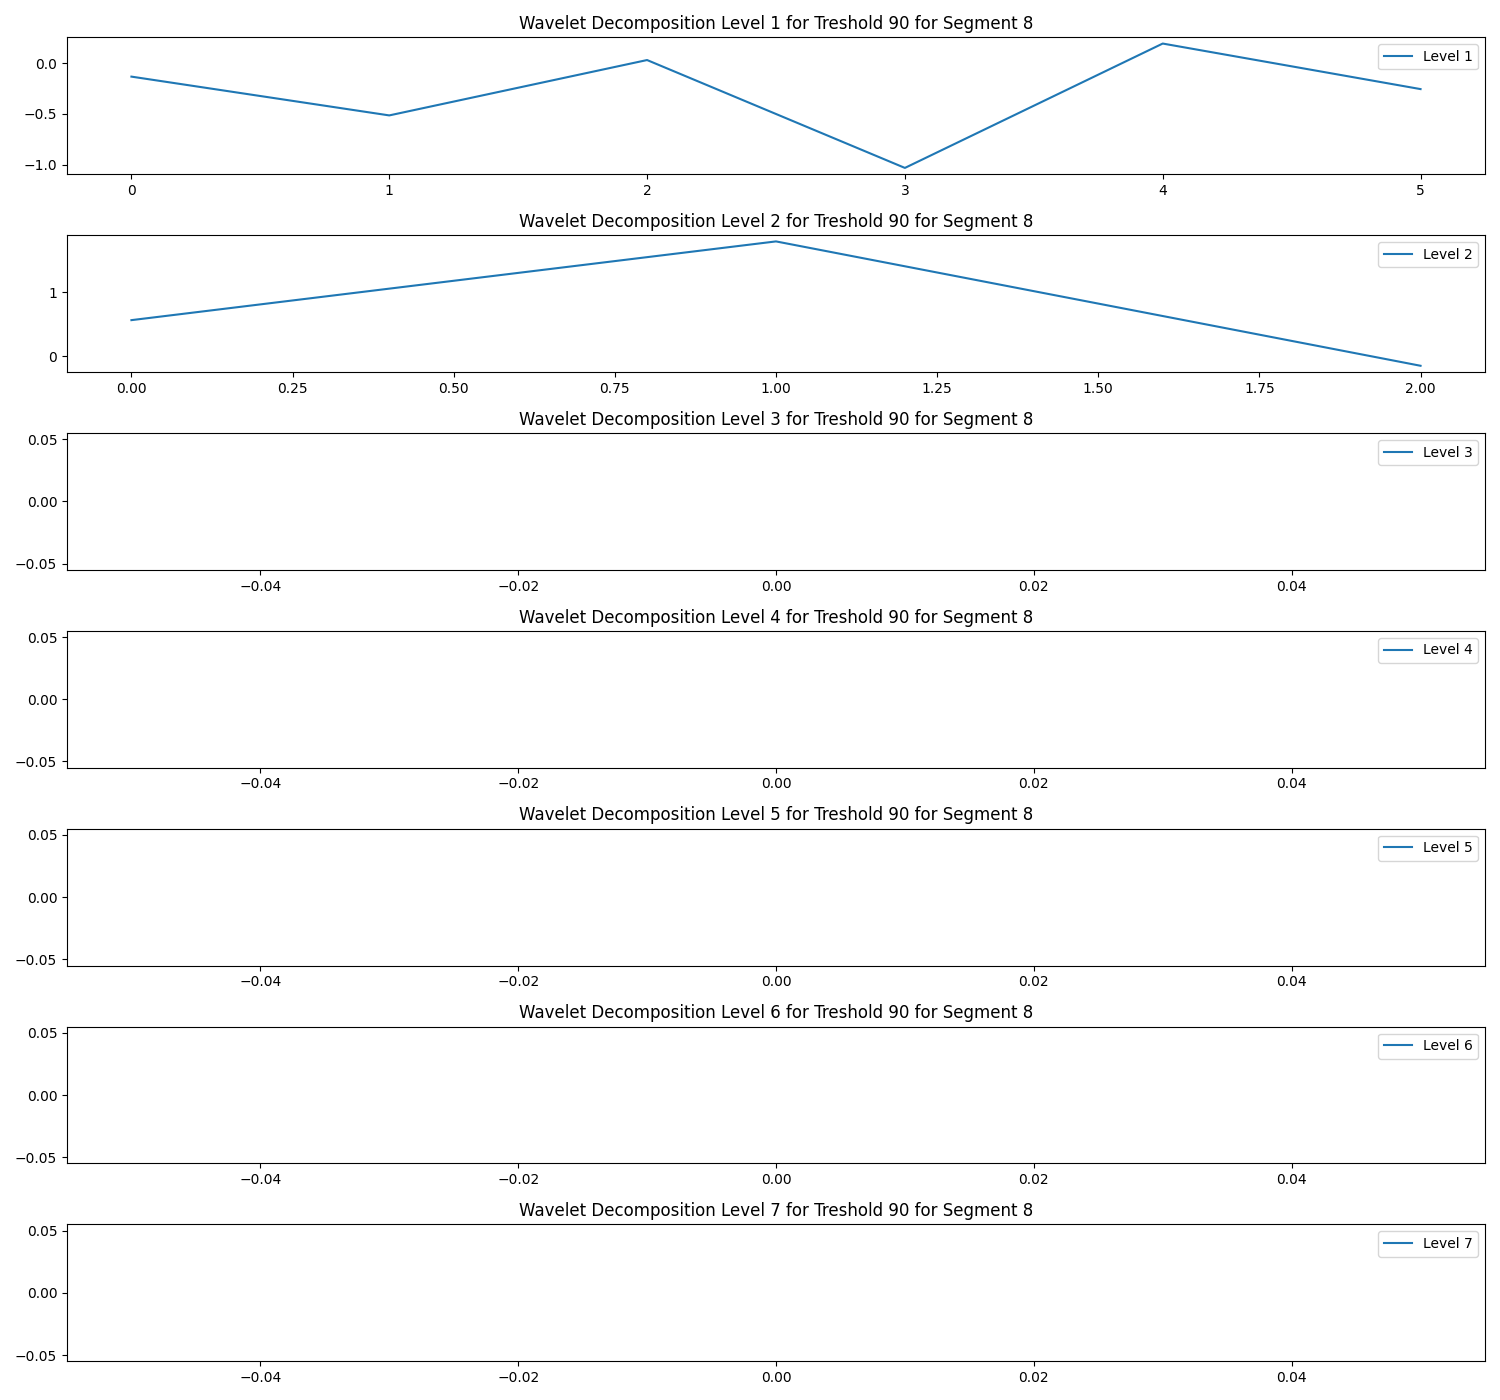 Wavelet Decomposition Level 1 for Treshold 90 for Segment 8
Level 1
0.0
−0.5
−1.0
0 1 2 3 4 5
Wavelet Decomposition Level 2 for Treshold 90 for Segment 8
Level 2
1
0
0.00 0.25 0.50 0.75 1.00 1.25 1.50 1.75 2.00
Wavelet Decomposition Level 3 for Treshold 90 for Segment 8
0.05
Level 3
0.00
−0.05
−0.04 −0.02 0.00 0.02 0.04
Wavelet Decomposition Level 4 for Treshold 90 for Segment 8
0.05
Level 4
0.00
−0.05
−0.04 −0.02 0.00 0.02 0.04
Wavelet Decomposition Level 5 for Treshold 90 for Segment 8
0.05
Level 5
0.00
−0.05
−0.04 −0.02 0.00 0.02 0.04
Wavelet Decomposition Level 6 for Treshold 90 for Segment 8
0.05
Level 6
0.00
−0.05
−0.04 −0.02 0.00 0.02 0.04
Wavelet Decomposition Level 7 for Treshold 90 for Segment 8
0.05
Level 7
0.00
−0.05
−0.04 −0.02 0.00 0.02 0.04